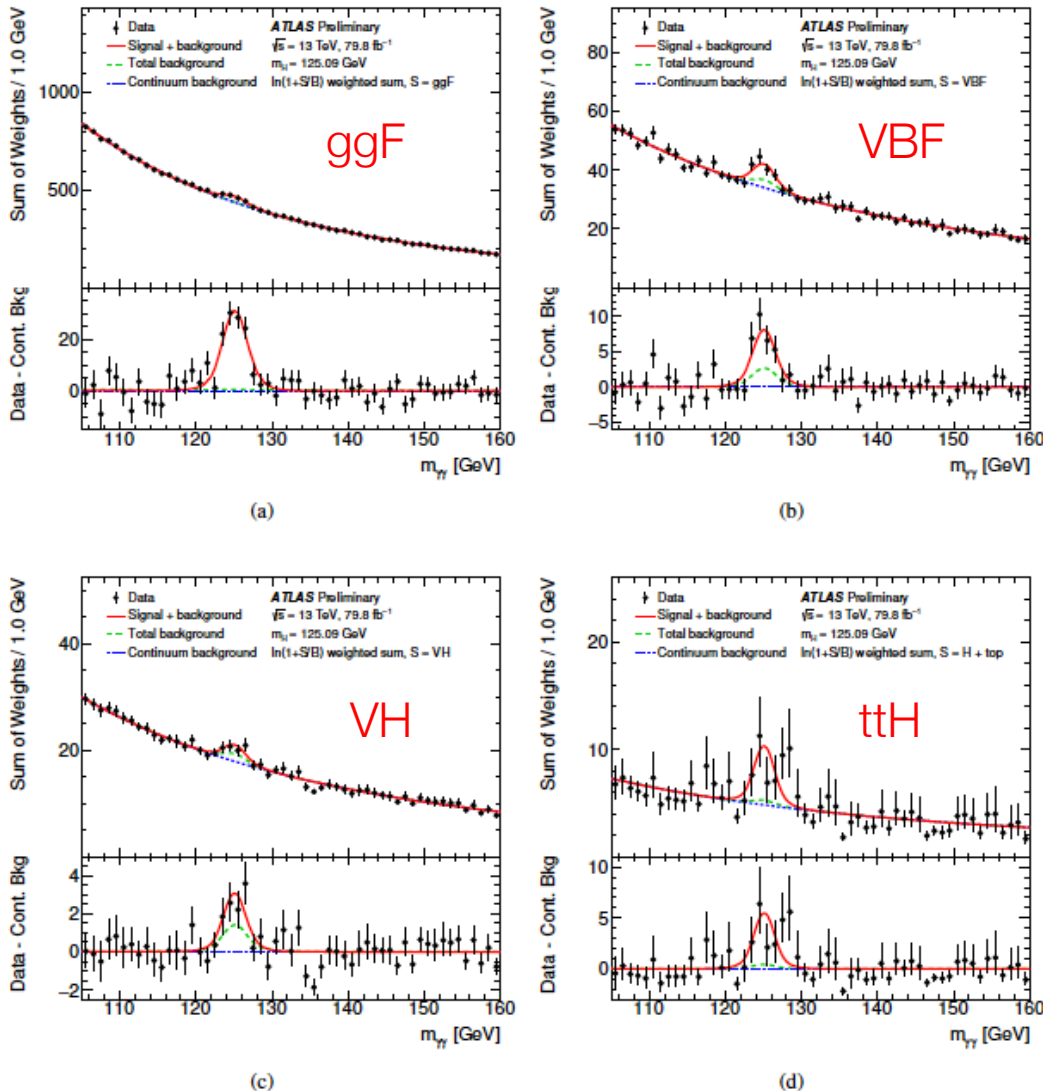 Data
ATLAS Preliminary
Signal + background
√s = 13 TeV, 79.8 fb⁻¹
Total background
m_H = 125.09 GeV
Continuum background
ln(1+S/B) weighted sum, S = ggF
Sum of Weights / 1.0 GeV
1000
500
ggF
Data - Cont. Bkg
20
0
110 120 130 140 150 160
m_γγ [GeV]
(a)
Data
ATLAS Preliminary
Signal + background
√s = 13 TeV, 79.8 fb⁻¹
Total background
m_H = 125.09 GeV
Continuum background
ln(1+S/B) weighted sum, S = VBF
Sum of Weights / 1.0 GeV
80
60
40
20
VBF
Data - Cont. Bkg
10
5
0
−5
110 120 130 140 150 160
m_γγ [GeV]
(b)
Data
ATLAS Preliminary
Signal + background
√s = 13 TeV, 79.8 fb⁻¹
Total background
m_H = 125.09 GeV
Continuum background
ln(1+S/B) weighted sum, S = VH
Sum of Weights / 1.0 GeV
40
20
VH
Data - Cont. Bkg
4
2
0
−2
110 120 130 140 150 160
m_γγ [GeV]
(c)
Data
ATLAS Preliminary
Signal + background
√s = 13 TeV, 79.8 fb⁻¹
Total background
m_H = 125.09 GeV
Continuum background
ln(1+S/B) weighted sum, S = H + top
Sum of Weights / 1.0 GeV
20
10
ttH
Data - Cont. Bkg
10
5
0
110 120 130 140 150 160
m_γγ [GeV]
(d)